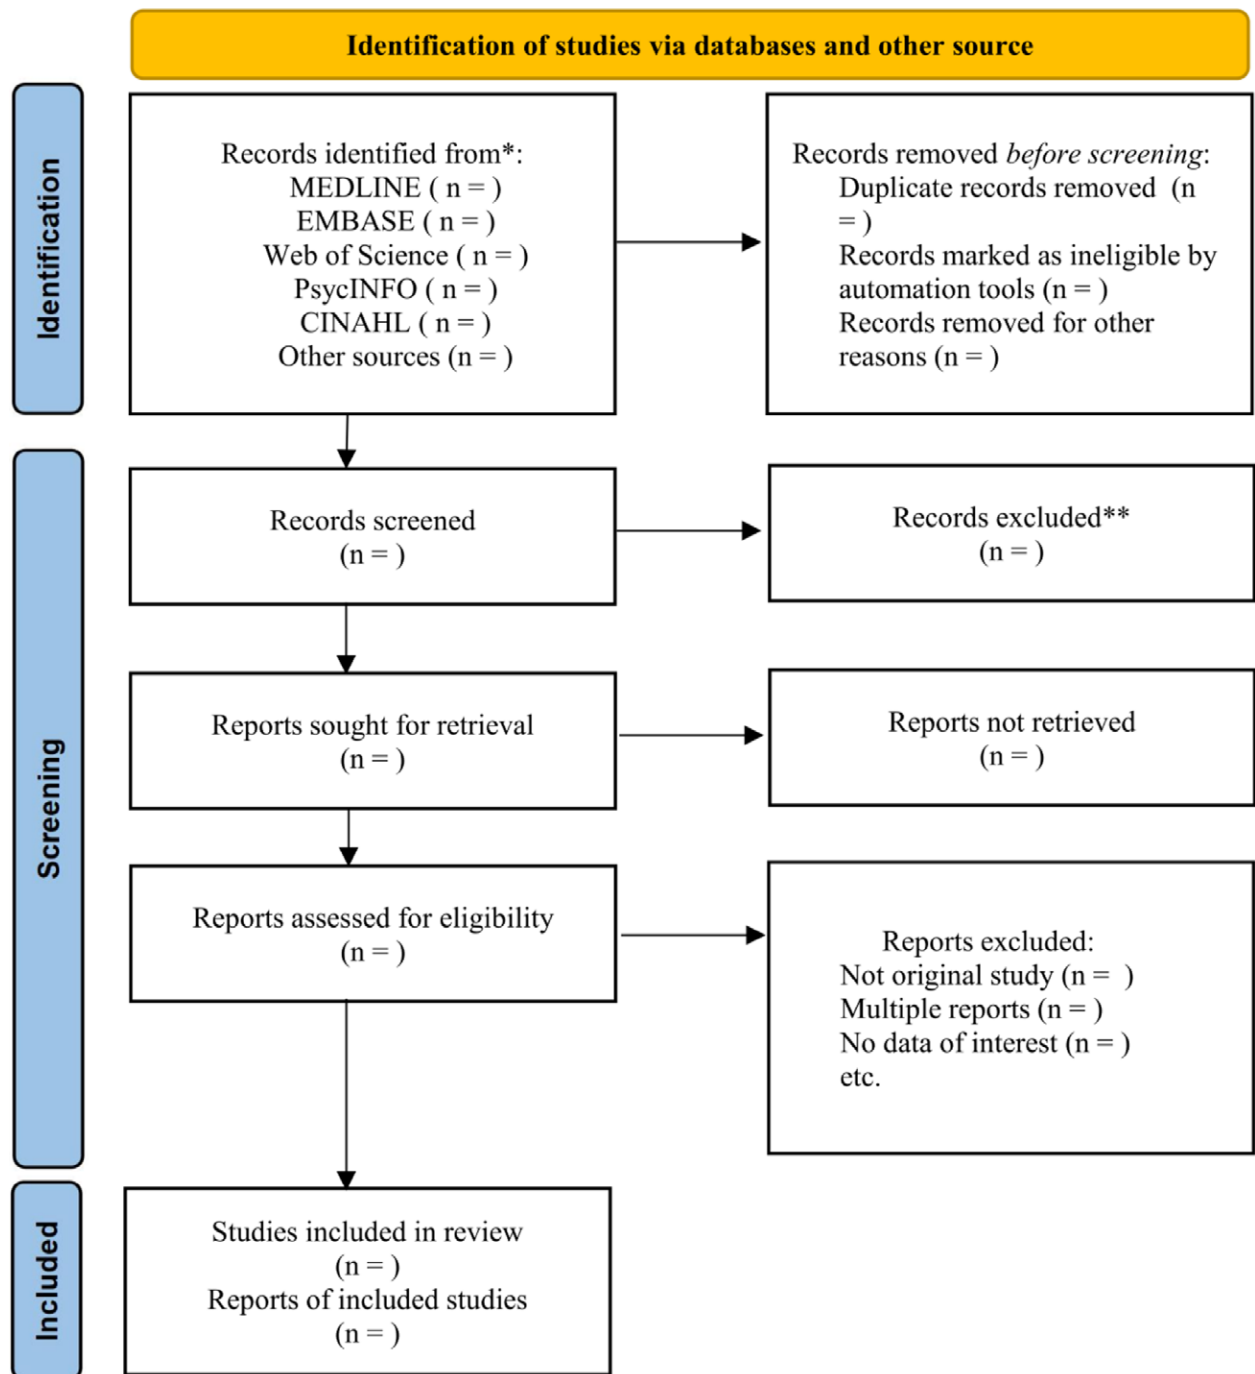 Identification of studies via databases and other source
Identification
Records identified from*:
MEDLINE ( n = )
EMBASE ( n = )
Web of Science ( n = )
PsycINFO ( n = )
CINAHL ( n = )
Other sources (n = )
Records removed before screening:
Duplicate records removed (n
= )
Records marked as ineligible by
automation tools (n = )
Records removed for other
reasons (n = )
Screening
Records screened
(n = )
Records excluded**
(n = )
Reports sought for retrieval
(n = )
Reports not retrieved
(n = )
Reports assessed for eligibility
(n = )
Reports excluded:
Not original study (n = )
Multiple reports (n = )
No data of interest (n = )
etc.
Included
Studies included in review
(n = )
Reports of included studies
(n = )